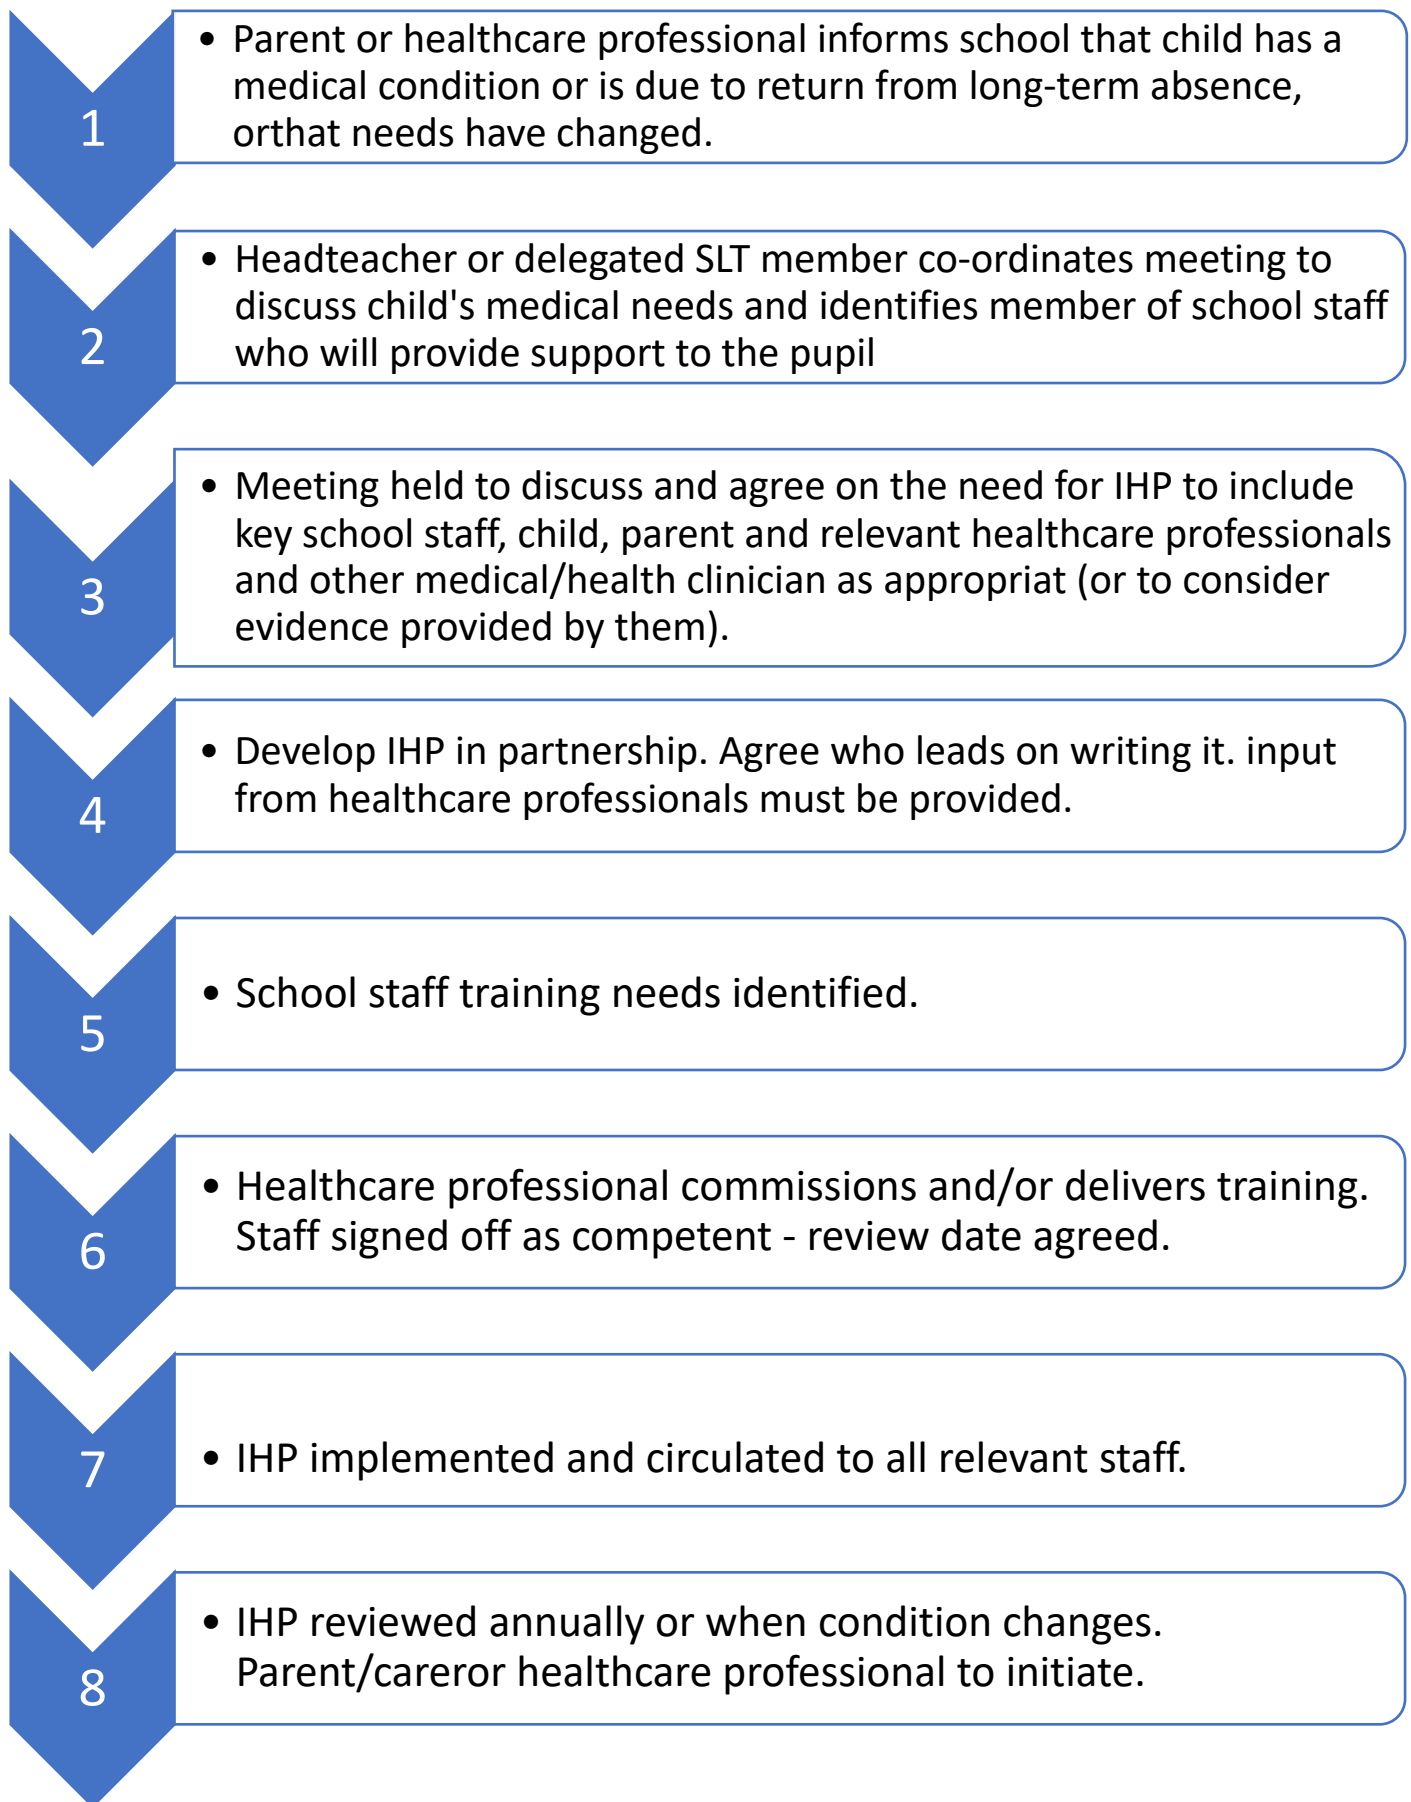 1
• Parent or healthcare professional informs school that child has a
medical condition or is due to return from long-term absence,
orthat needs have changed.
2
• Headteacher or delegated SLT member co-ordinates meeting to
discuss child's medical needs and identifies member of school staff
who will provide support to the pupil
3
• Meeting held to discuss and agree on the need for IHP to include
key school staff, child, parent and relevant healthcare professionals
and other medical/health clinician as appropriat (or to consider
evidence provided by them).
4
• Develop IHP in partnership. Agree who leads on writing it. input
from healthcare professionals must be provided.
5
• School staff training needs identified.
6
• Healthcare professional commissions and/or delivers training.
Staff signed off as competent - review date agreed.
7
• IHP implemented and circulated to all relevant staff.
8
• IHP reviewed annually or when condition changes.
Parent/careror healthcare professional to initiate.